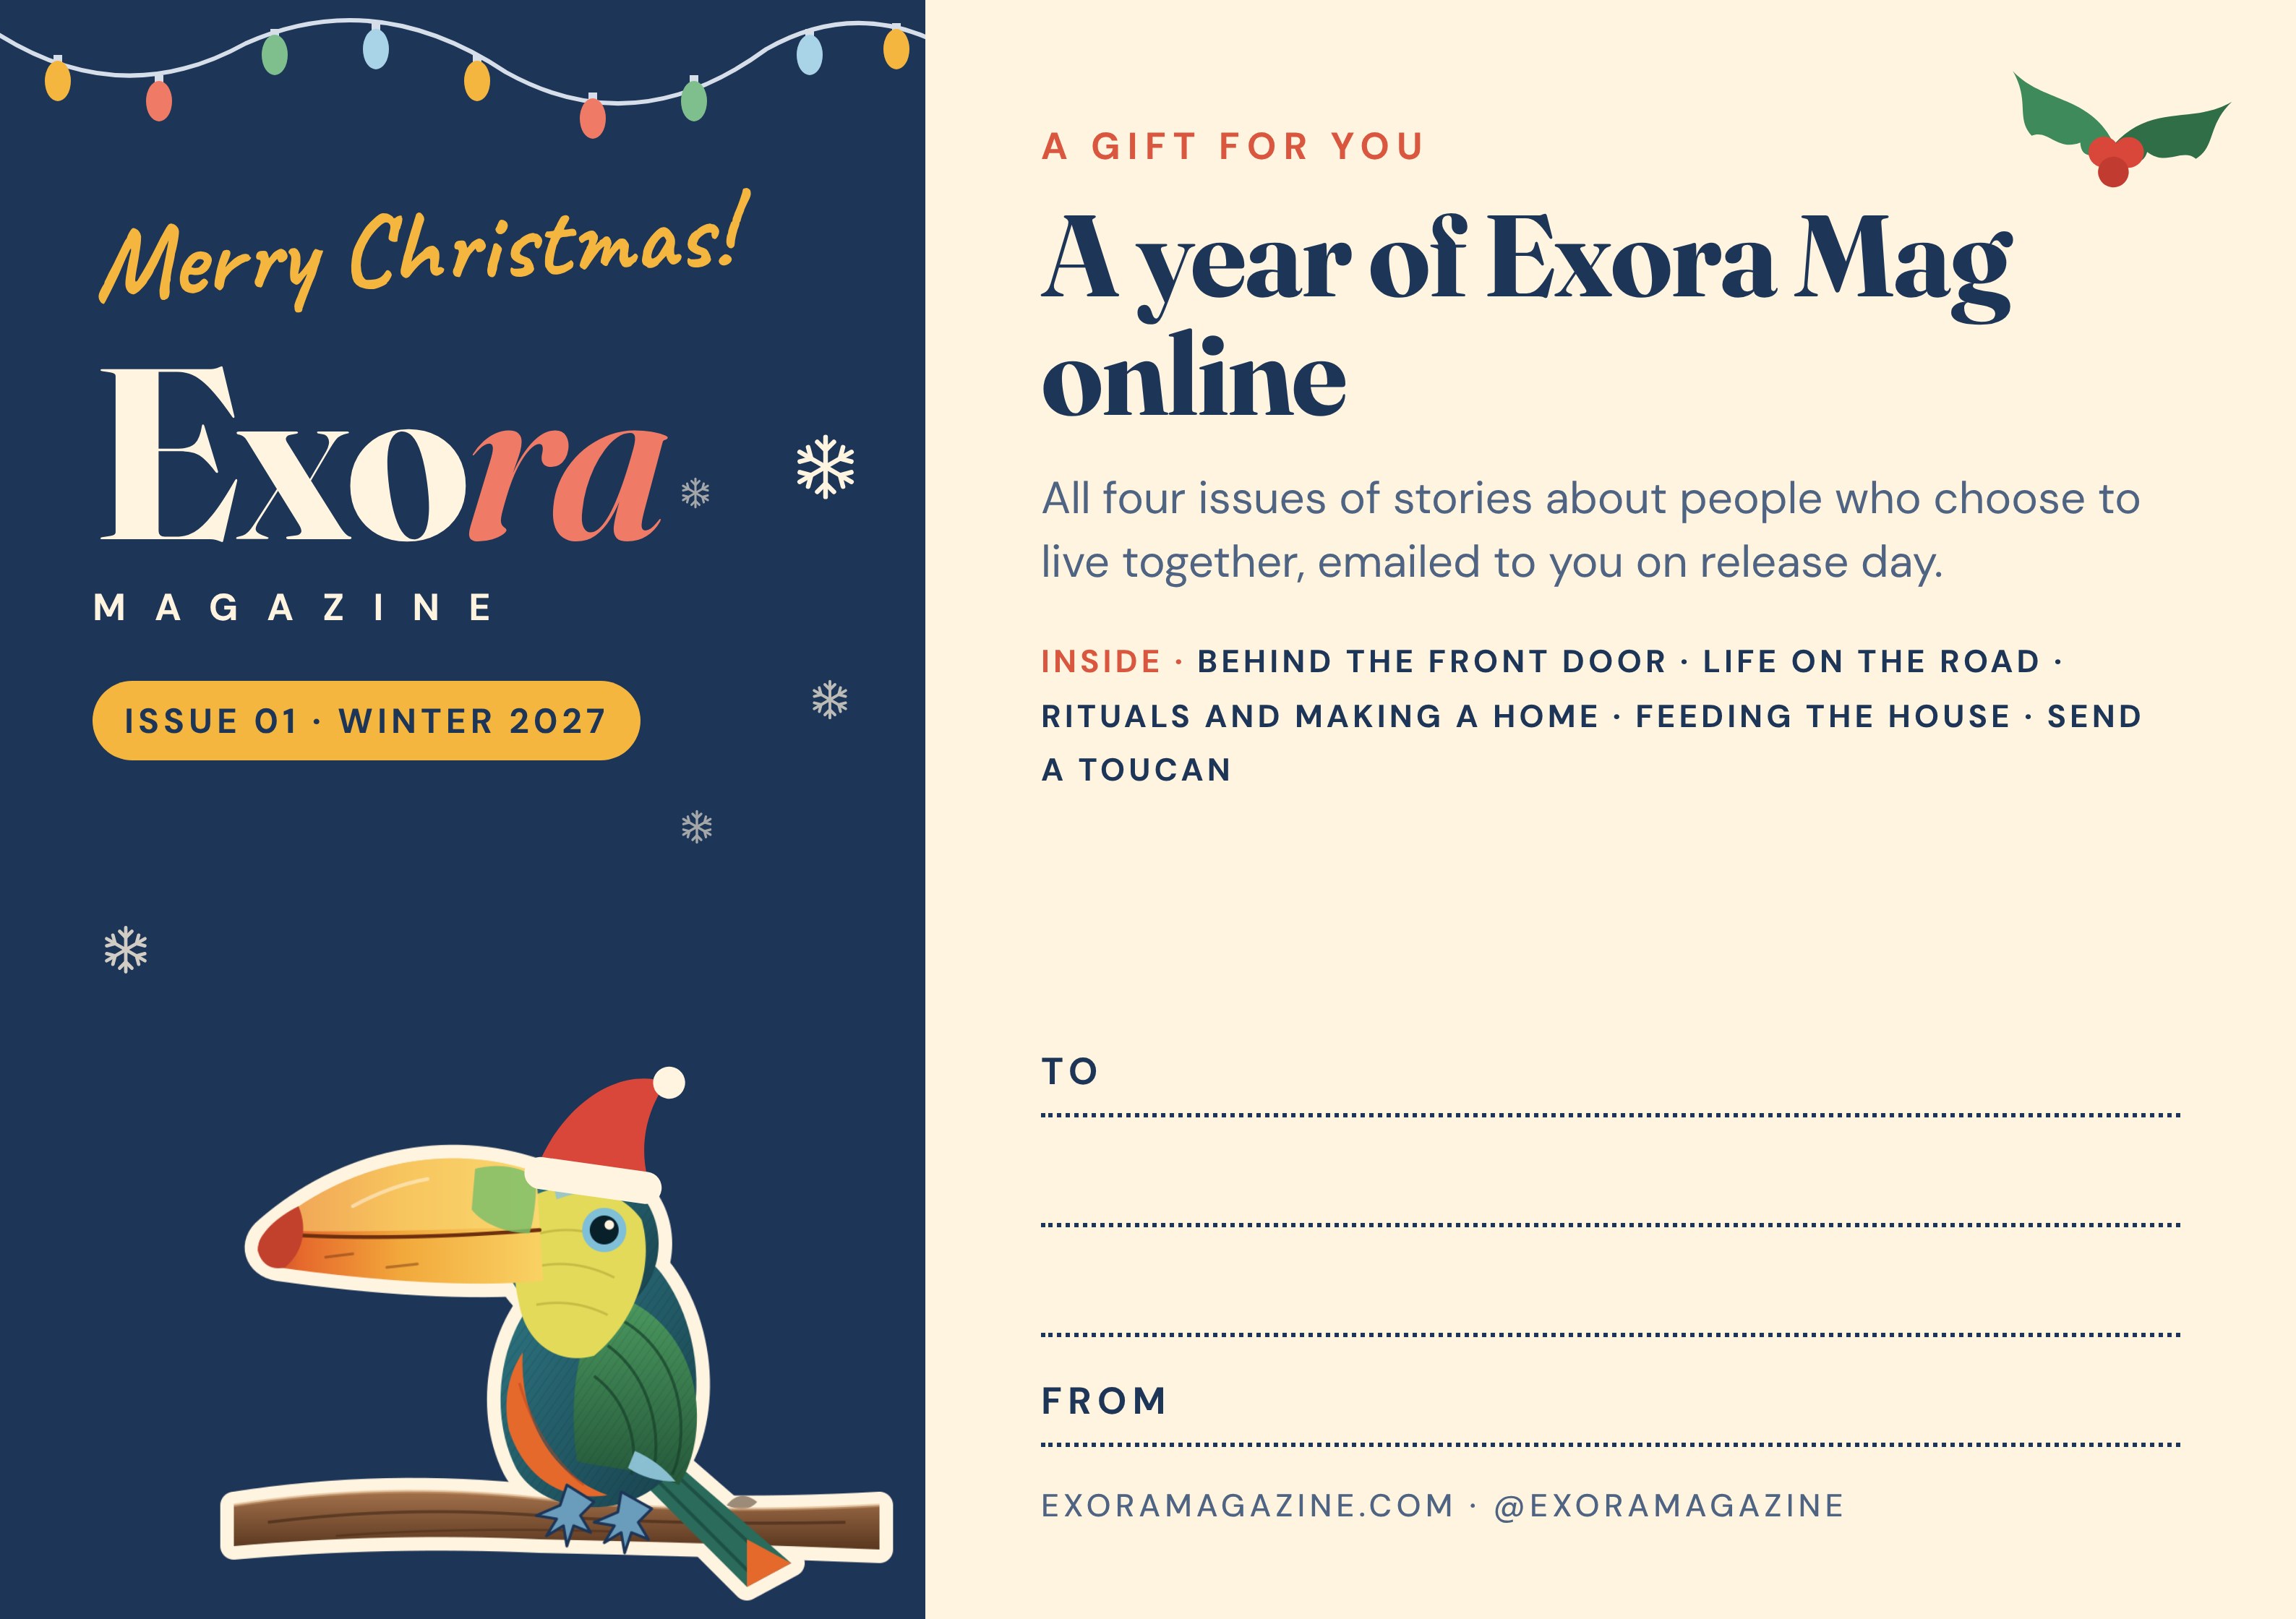 Merry Christmas!
Exora
MAGAZINE
ISSUE 01 · WINTER 2027
A GIFT FOR YOU
A year of Exora Mag
online
All four issues of stories about people who choose to
live together, emailed to you on release day.
INSIDE · BEHIND THE FRONT DOOR · LIFE ON THE ROAD ·
RITUALS AND MAKING A HOME · FEEDING THE HOUSE · SEND
A TOUCAN
TO
FROM
EXORAMAGAZINE.COM · @EXORAMAGAZINE